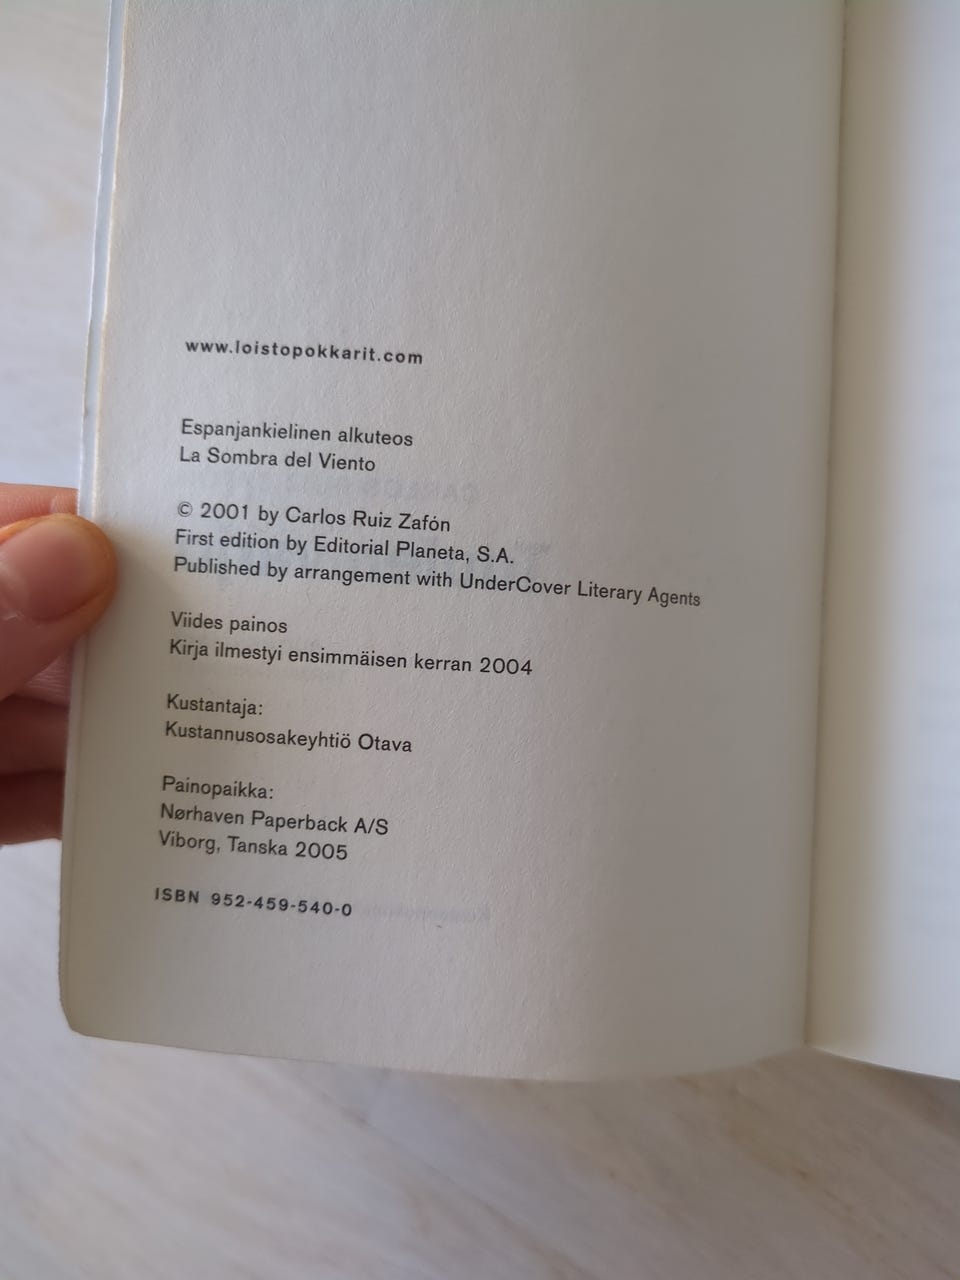 www.loistopokkarit.com
Espanjankielinen alkuteos
La Sombra del Viento
© 2001 by Carlos Ruiz Zafón
First edition by Editorial Planeta, S.A.
Published by arrangement with UnderCover Literary Agents
Viides painos
Kirja ilmestyi ensimmäisen kerran 2004
Kustantaja:
Kustannusosakeyhtiö Otava
Painopaikka:
Nørhaven Paperback A/S
Viborg, Tanska 2005
ISBN 952-459-540-0